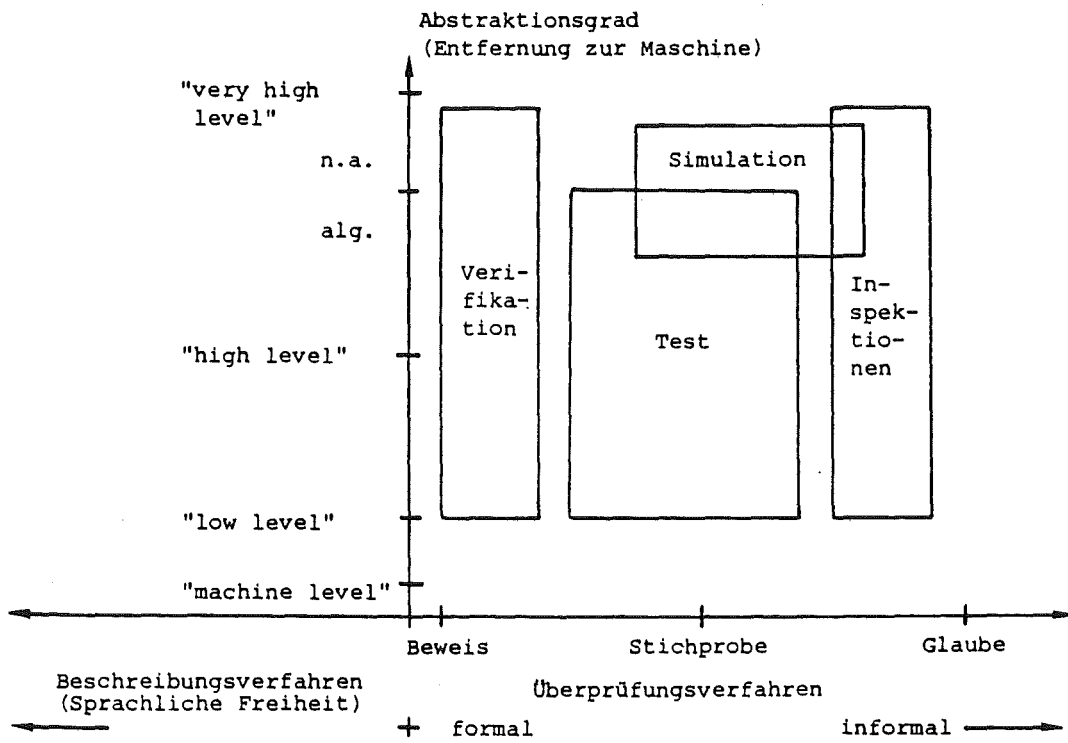 Abstraktionsgrad
(Entfernung zur Maschine)
"very high
level"
n.a.
Simulation
alg.
Veri-
fika-
tion
In-
spek-
tio-
nen
Test
"high level"
"low level"
"machine level"
Beweis
Stichprobe
Glaube
Beschreibungsverfahren
(Sprachliche Freiheit)
Überprüfungsverfahren
formal
informal